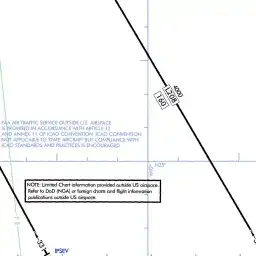 4000
L208
160
FAA AIR TRAFFIC SERVICE OUTSIDE U.S. AIRSPACE
IS PROVIDED IN ACCORDANCE WITH ARTICLE 12
AND ANNEX 11 OF ICAO CONVENTION. ICAO CONVENTION
NOT APPLICABLE TO STATE AIRCRAFT BUT COMPLIANCE WITH
ICAO STANDARDS AND PRACTICES IS ENCOURAGED.
NOTE: Limited Chart information provided outside US airspace.
Refer to DoD (NGA) or foreign charts and flight information
publications outside US airspace.
33